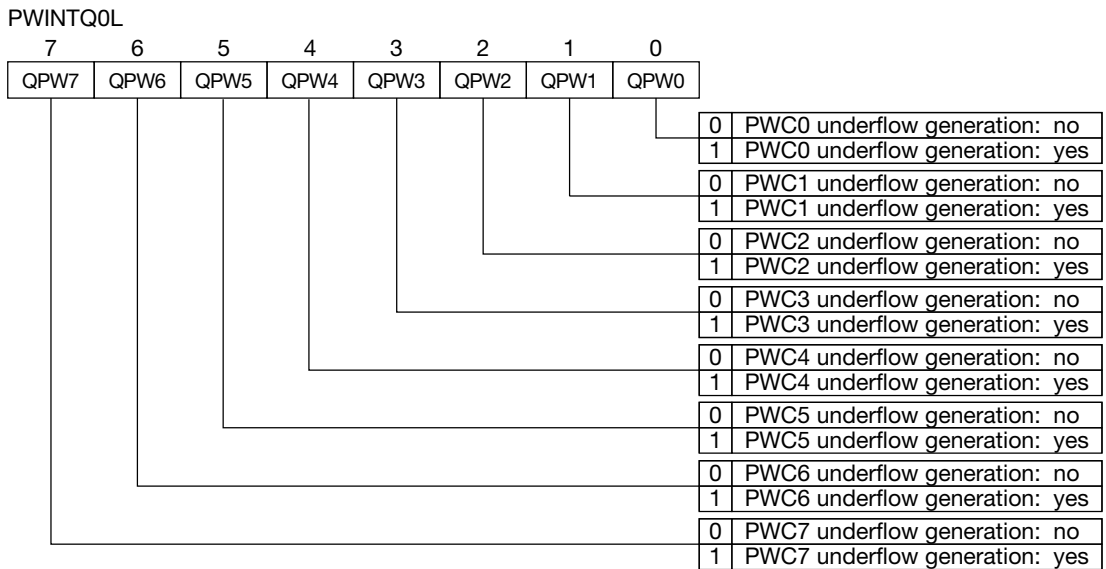 PWINTQ0L
7 6 5 4 3 2 1 0
QPW7 QPW6 QPW5 QPW4 QPW3 QPW2 QPW1 QPW0
0 PWC0 underflow generation: no
1 PWC0 underflow generation: yes
0 PWC1 underflow generation: no
1 PWC1 underflow generation: yes
0 PWC2 underflow generation: no
1 PWC2 underflow generation: yes
0 PWC3 underflow generation: no
1 PWC3 underflow generation: yes
0 PWC4 underflow generation: no
1 PWC4 underflow generation: yes
0 PWC5 underflow generation: no
1 PWC5 underflow generation: yes
0 PWC6 underflow generation: no
1 PWC6 underflow generation: yes
0 PWC7 underflow generation: no
1 PWC7 underflow generation: yes